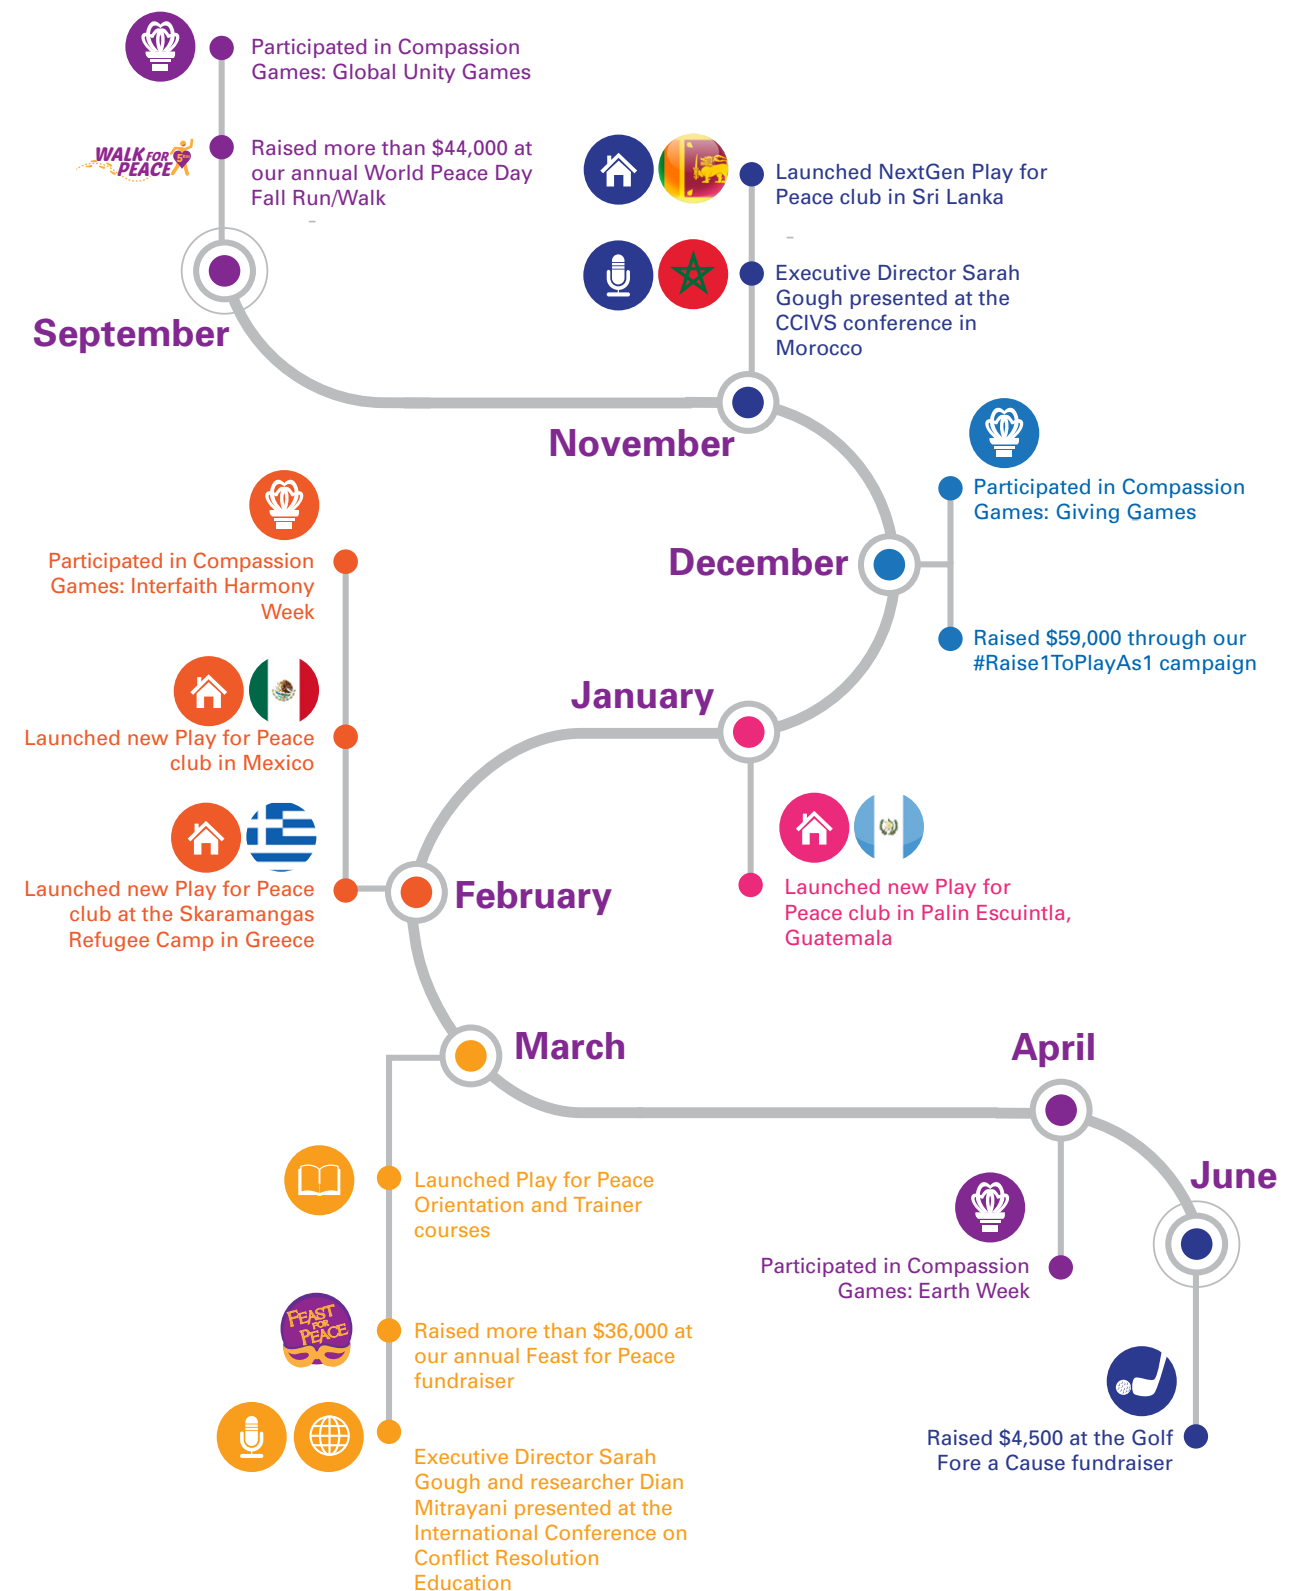 Participated in Compassion
Games: Global Unity Games
WALK FOR
PEACE
5
Raised more than $44,000 at
our annual World Peace Day
Fall Run/Walk
September
Launched NextGen Play for
Peace club in Sri Lanka
Executive Director Sarah
Gough presented at the
CCIVS conference in
Morocco
November
Participated in Compassion
Games: Giving Games
December
Raised $59,000 through our
#Raise1ToPlayAs1 campaign
January
Launched new Play for
Peace club in Palin Escuintla,
Guatemala
Participated in Compassion
Games: Interfaith Harmony
Week
Launched new Play for Peace
club in Mexico
Launched new Play for Peace
club at the Skaramangas
Refugee Camp in Greece
February
March
Launched Play for Peace
Orientation and Trainer
courses
FEAST
FOR
PEACE
Raised more than $36,000 at
our annual Feast for Peace
fundraiser
Executive Director Sarah
Gough and researcher Dian
Mitrayani presented at the
International Conference on
Conflict Resolution
Education
April
Participated in Compassion
Games: Earth Week
June
Raised $4,500 at the Golf
Fore a Cause fundraiser